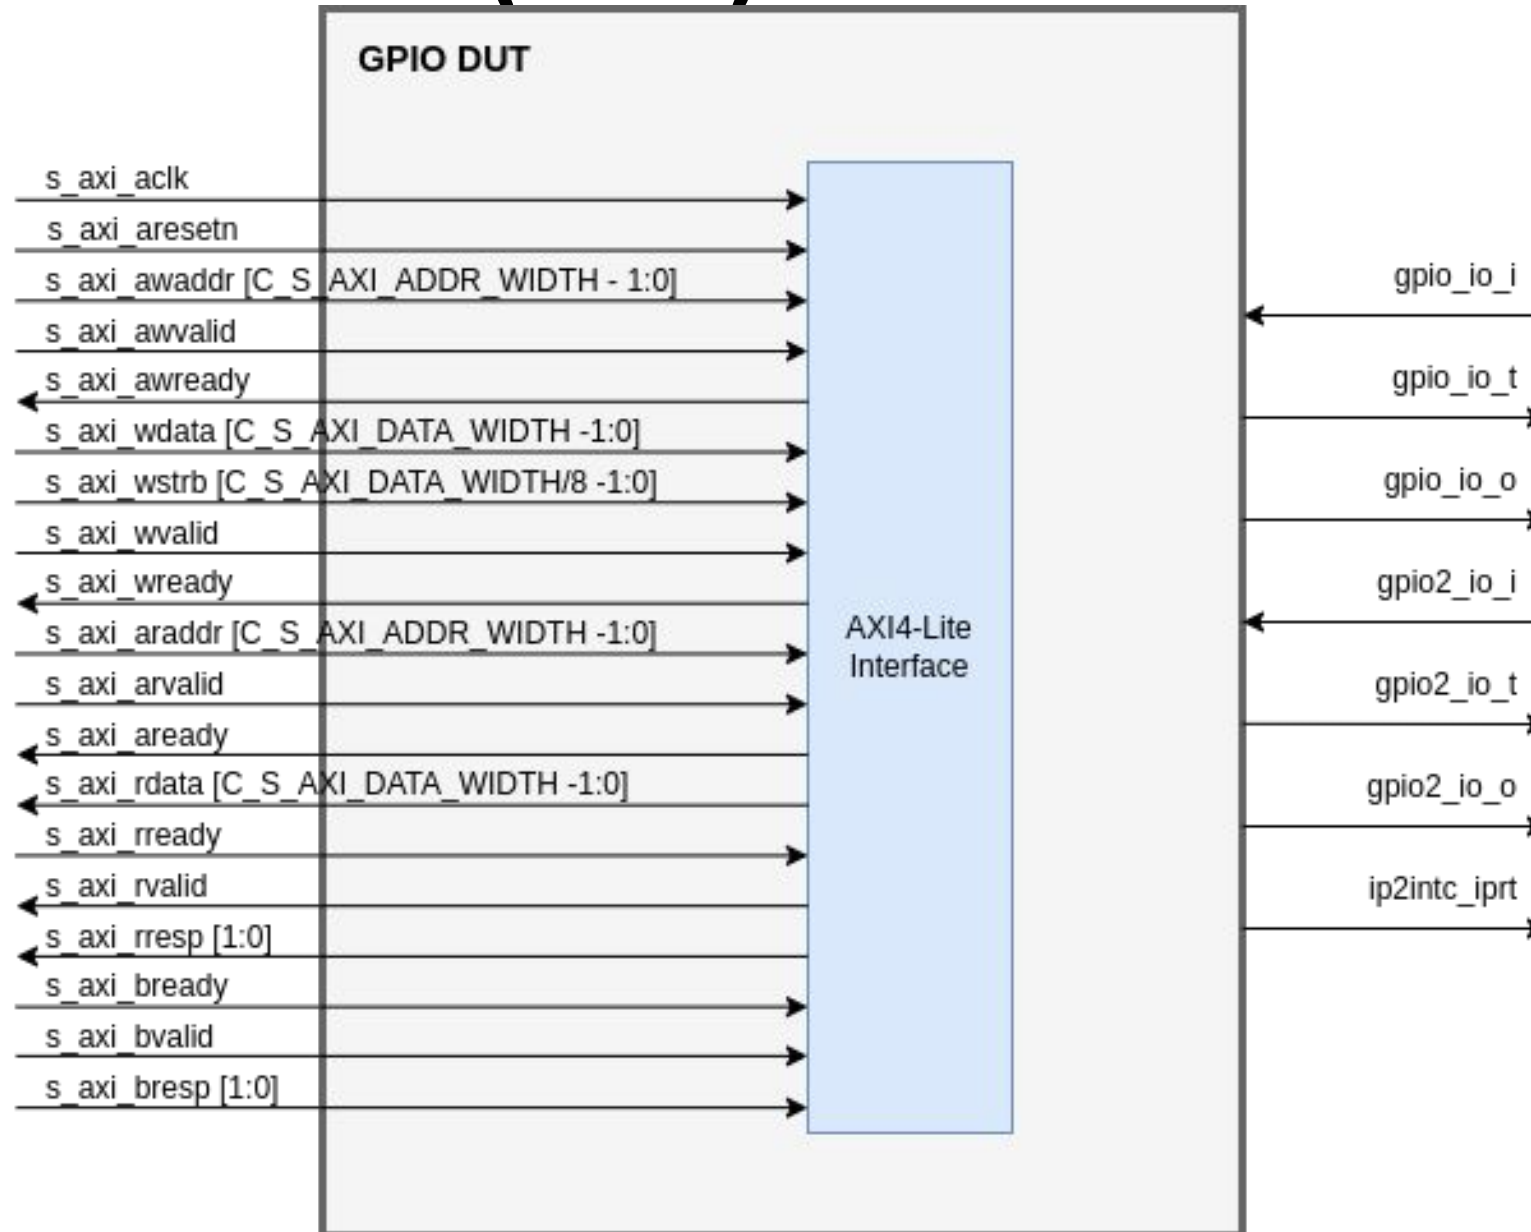 GPIO DUT
s_axi_aclk
s_axi_aresetn
s_axi_awaddr [C_S_AXI_ADDR_WIDTH - 1:0]
s_axi_awvalid
s_axi_awready
s_axi_wdata [C_S_AXI_DATA_WIDTH -1:0]
s_axi_wstrb [C_S_AXI_DATA_WIDTH/8 -1:0]
s_axi_wvalid
s_axi_wready
s_axi_araddr [C_S_AXI_ADDR_WIDTH -1:0]
s_axi_arvalid
s_axi_aready
s_axi_rdata [C_S_AXI_DATA_WIDTH -1:0]
s_axi_rready
s_axi_rvalid
s_axi_rresp [1:0]
s_axi_bready
s_axi_bvalid
s_axi_bresp [1:0]
AXI4-Lite
Interface
gpio_io_i
gpio_io_t
gpio_io_o
gpio2_io_i
gpio2_io_t
gpio2_io_o
ip2intc_iprt